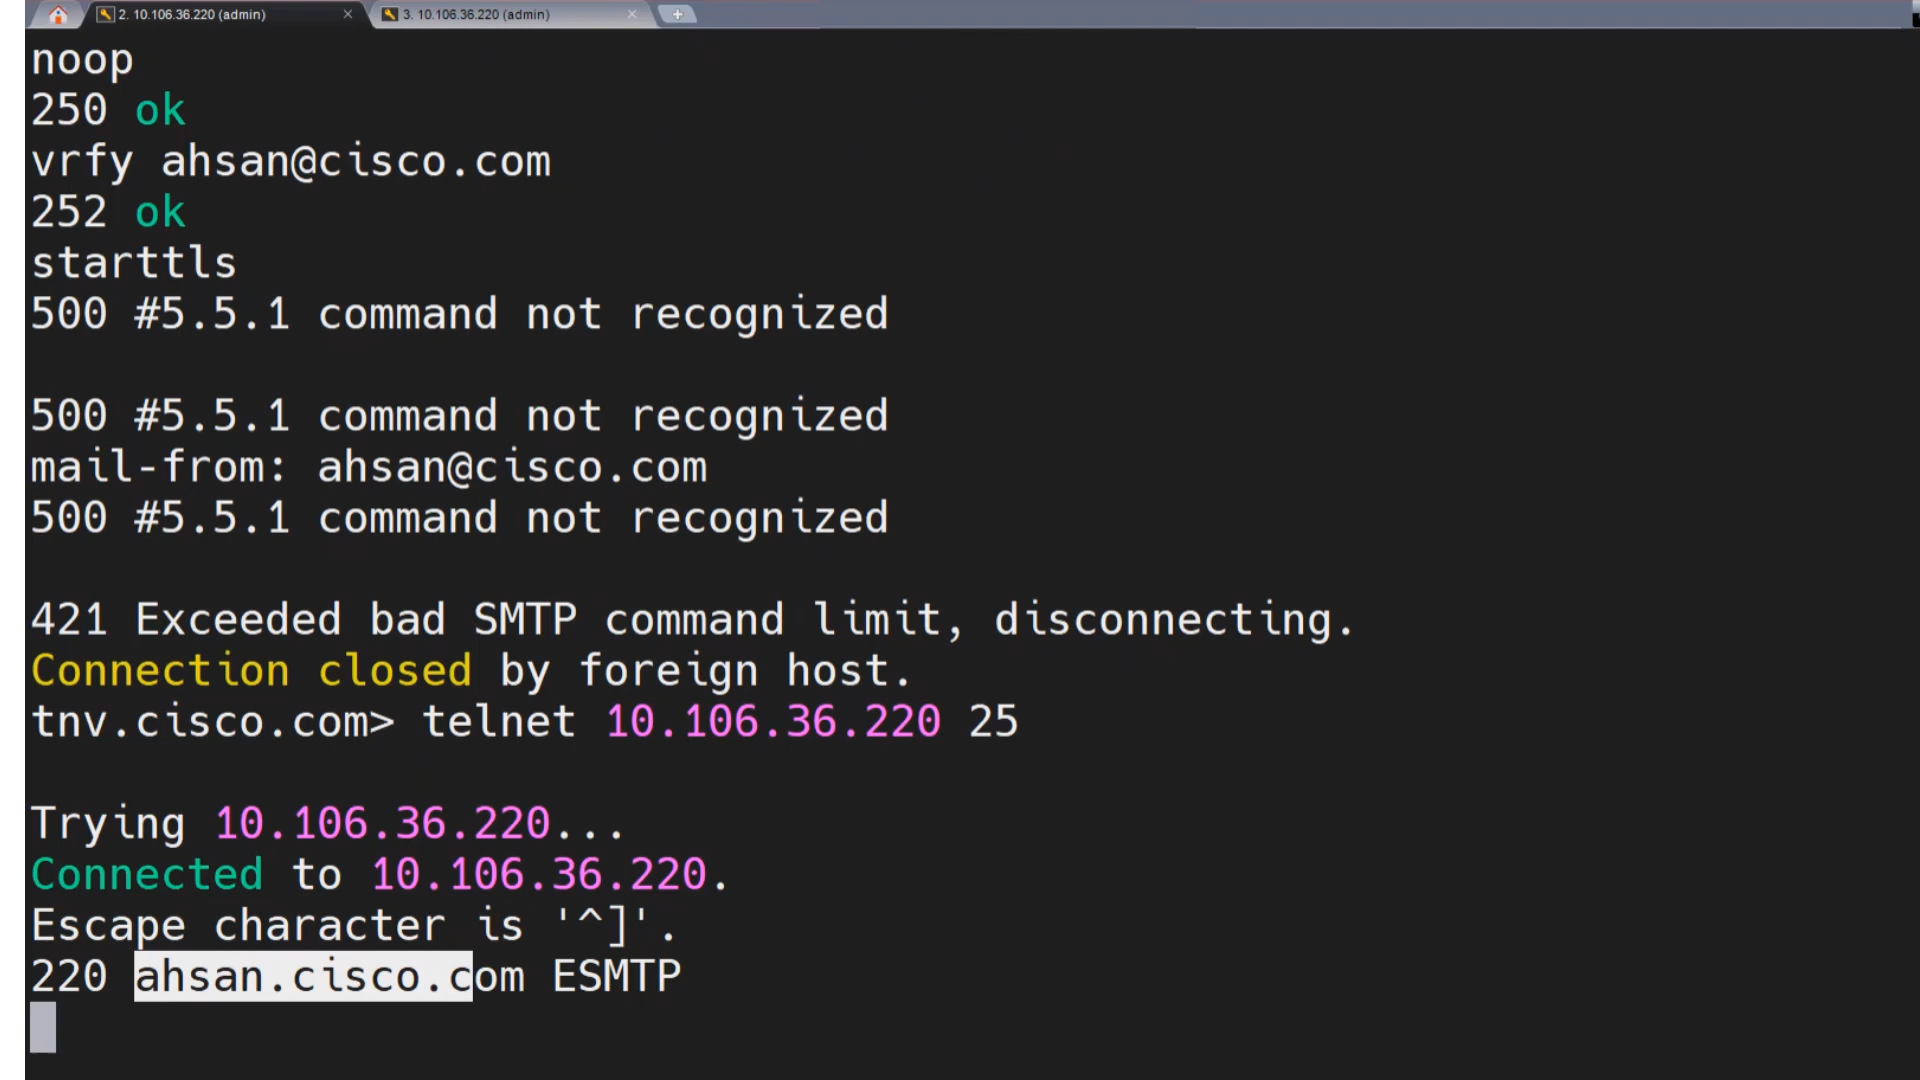 2. 10.106.36.220 (admin)
3. 10.106.36.220 (admin)
noop
250 ok
vrfy ahsan@cisco.com
252 ok
starttls
500 #5.5.1 command not recognized
500 #5.5.1 command not recognized
mail-from: ahsan@cisco.com
500 #5.5.1 command not recognized
421 Exceeded bad SMTP command limit, disconnecting.
Connection closed by foreign host.
tnv.cisco.com> telnet 10.106.36.220 25
Trying 10.106.36.220...
Connected to 10.106.36.220.
Escape character is '^]'.
220 ahsan.cisco.com ESMTP